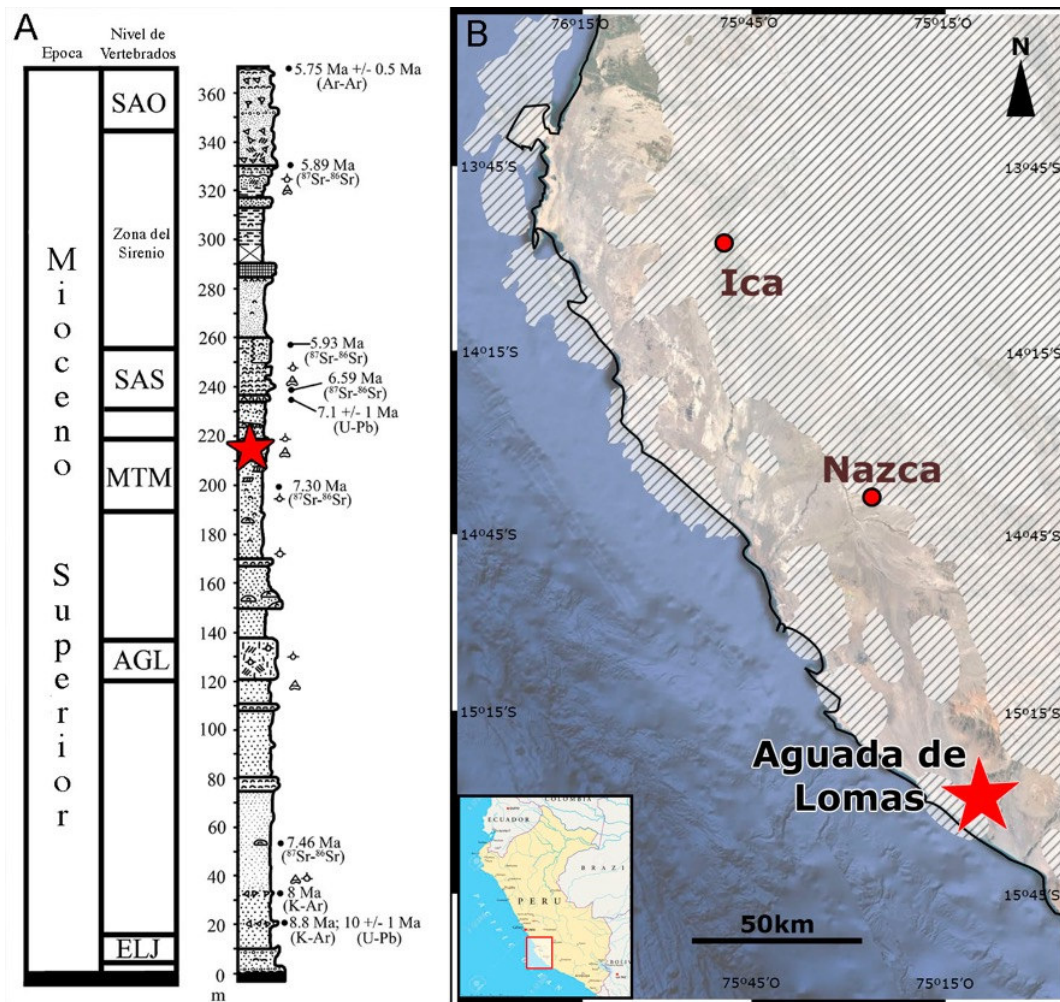 A
Epoca
Nivel de
Vertebrados
Mioceno
Superior
SAO
Zona del
Sirenio
SAS
MTM
AGL
ELJ
360
340
320
300
280
260
240
220
200
180
160
140
120
100
80
60
40
20
0
m
5.75 Ma +/- 0.5 Ma
(Ar-Ar)
5.89 Ma
(⁸⁷Sr-⁸⁶Sr)
5.93 Ma
(⁸⁷Sr-⁸⁶Sr)
6.59 Ma
(⁸⁷Sr-⁸⁶Sr)
7.1 +/- 1 Ma
(U-Pb)
7.30 Ma
(⁸⁷Sr-⁸⁶Sr)
7.46 Ma
(⁸⁷Sr-⁸⁶Sr)
8 Ma
(K-Ar)
8.8 Ma; 10 +/- 1 Ma
(K-Ar) (U-Pb)
B
76º15'O
75º45'O
75º15'O
N
13º45'S
13º45'S
Ica
14º15'S
14º15'S
Nazca
14º45'S
14º45'S
15º15'S
15º15'S
Aguada de
Lomas
COLOMBIA
ECUADOR
PERU
15º45'S
50km
75º45'O
75º15'O